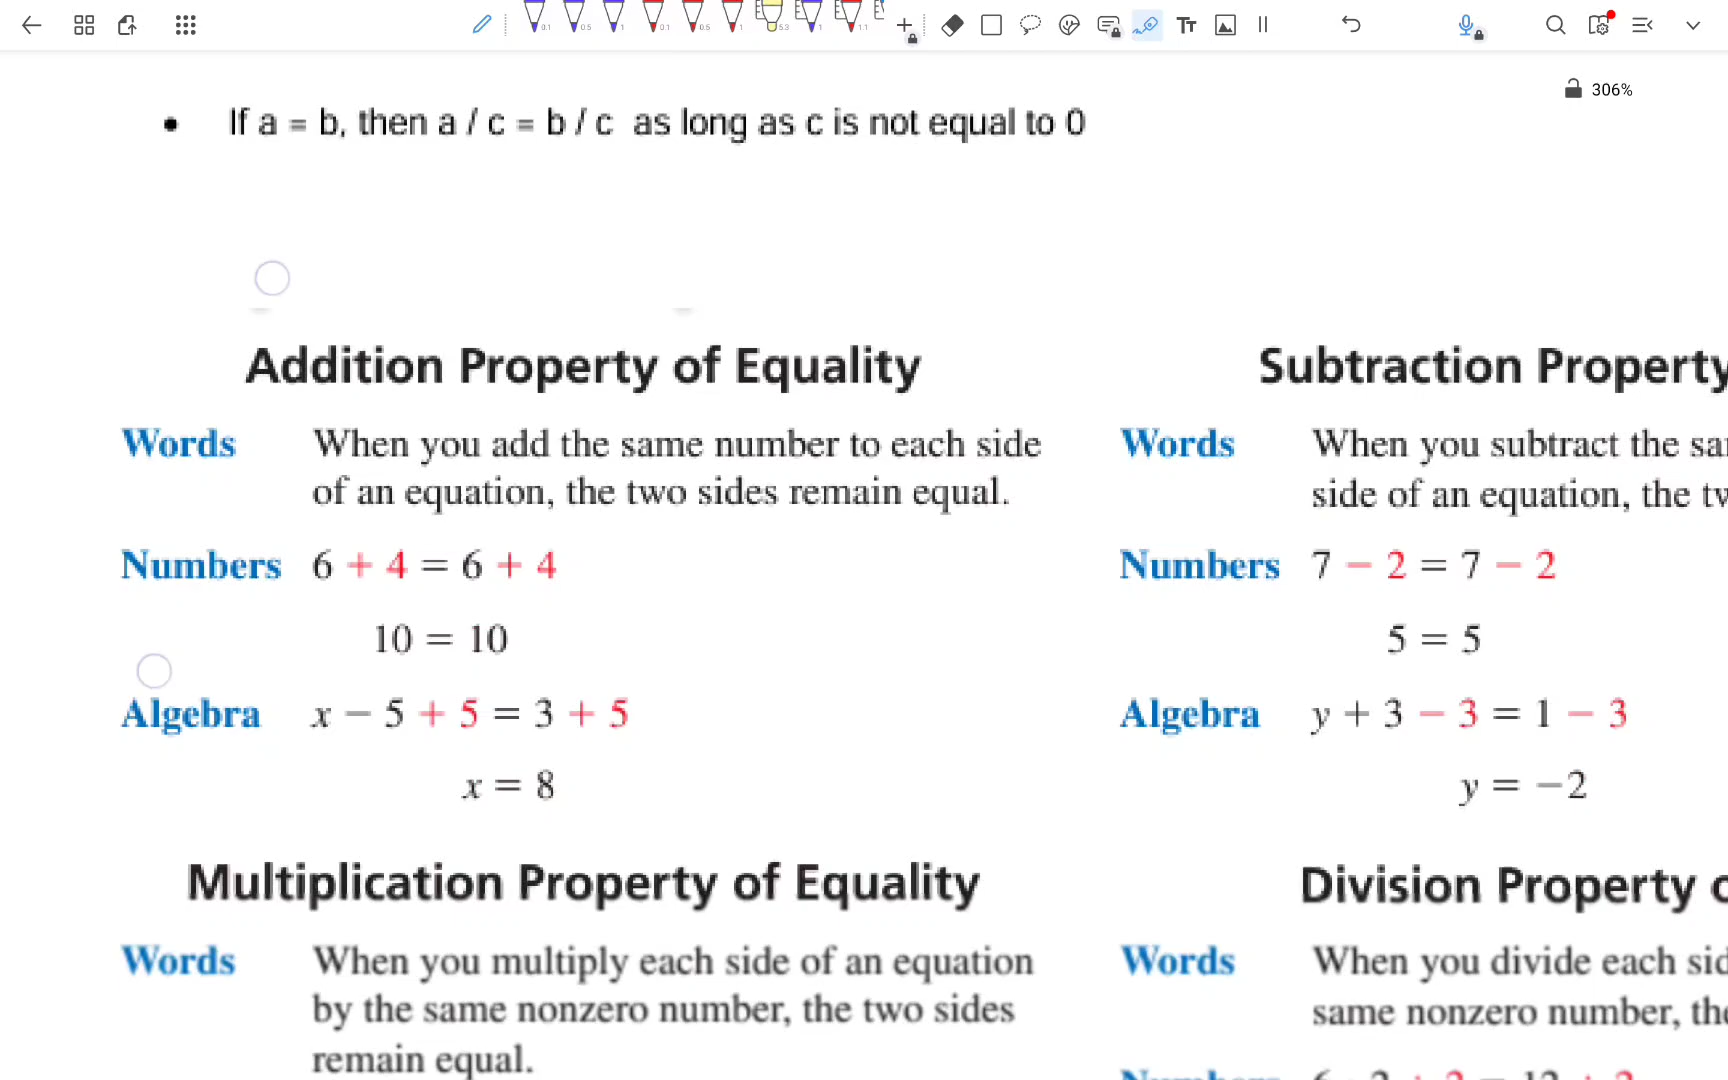 306%
• If a = b, then a / c = b / c as long as c is not equal to 0
Addition Property of Equality
Words When you add the same number to each side
of an equation, the two sides remain equal.
Numbers 6 + 4 = 6 + 4
10 = 10
Algebra x − 5 + 5 = 3 + 5
x = 8
Subtraction Property
Words When you subtract the
side of an equation, the
Numbers 7 − 2 = 7 − 2
5 = 5
Algebra y + 3 − 3 = 1 − 3
y = −2
Multiplication Property of Equality
Words When you multiply each side of an equation
by the same nonzero number, the two sides
remain equal.
Division Property
Words When you divide each
same nonzero number,